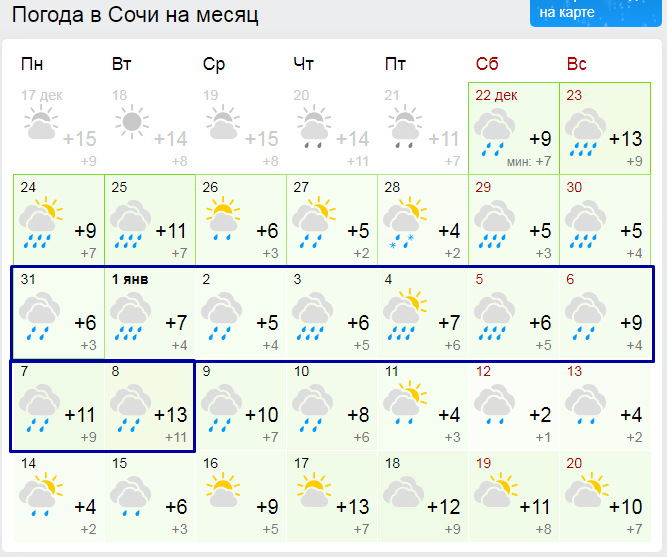 Погода в Сочи на месяц
на карте
Пн Вт Ср Чт Пт Сб Вс
17 дек 18 19 20 21 22 дек 23
+15 +14 +15 +14 +11 +9 +13
+9 +8 +8 +11 +7 мин: +7 +9
24 25 26 27 28 29 30
+9 +11 +6 +5 +4 +5 +5
+7 +7 +3 +2 +2 +3 +4
31 1 янв 2 3 4 5 6
+6 +7 +5 +6 +7 +6 +9
+3 +4 +4 +5 +6 +5 +4
7 8 9 10 11 12 13
+11 +13 +10 +8 +4 +2 +4
+9 +11 +7 +6 +3 +1 +2
14 15 16 17 18 19 20
+4 +6 +9 +13 +12 +11 +10
+2 +3 +5 +7 +9 +8 +7